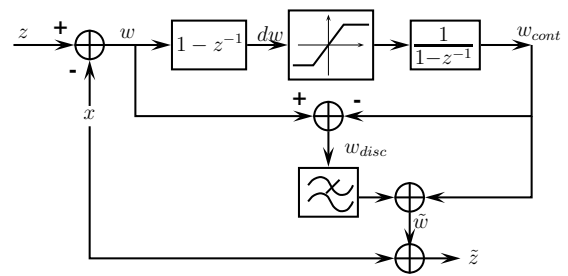 z
+
-
w
1 − z⁻¹
dw
1
1−z⁻¹
w_cont
x
+
-
w_disc
w̃
z̃